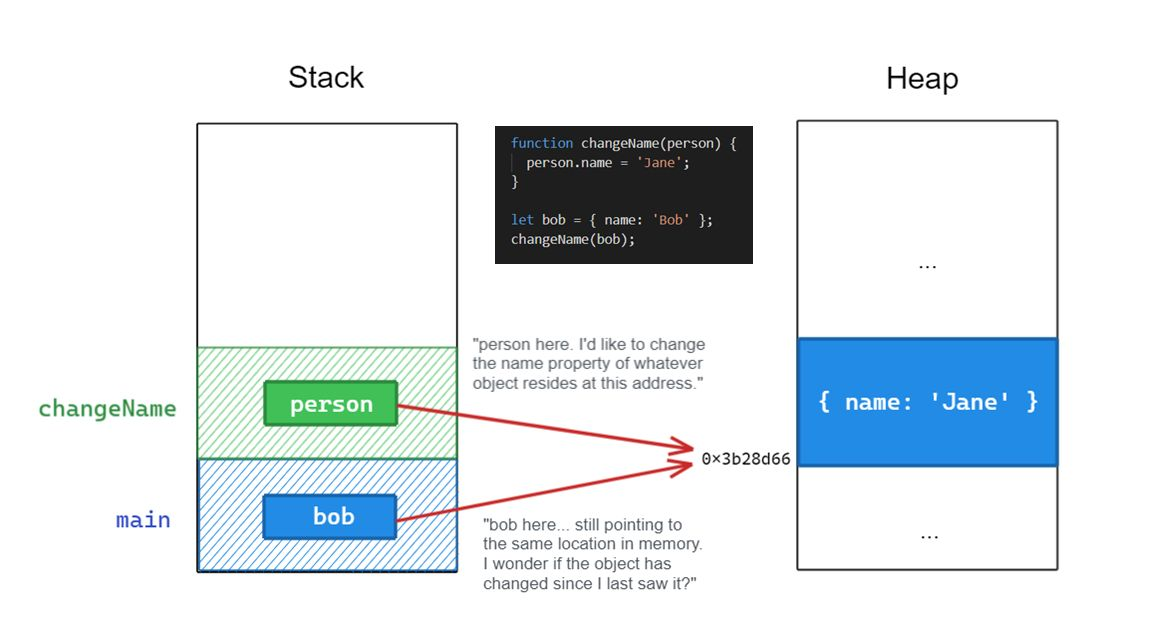 Stack
Heap
function changeName(person) {
person.name = 'Jane';
}
let bob = { name: 'Bob' };
changeName(bob);
...
"person here. I'd like to change
the name property of whatever
object resides at this address."
changeName
person
{ name: 'Jane' }
0×3b28d66
main
bob
"bob here... still pointing to
the same location in memory.
I wonder if the object has
changed since I last saw it?"
...